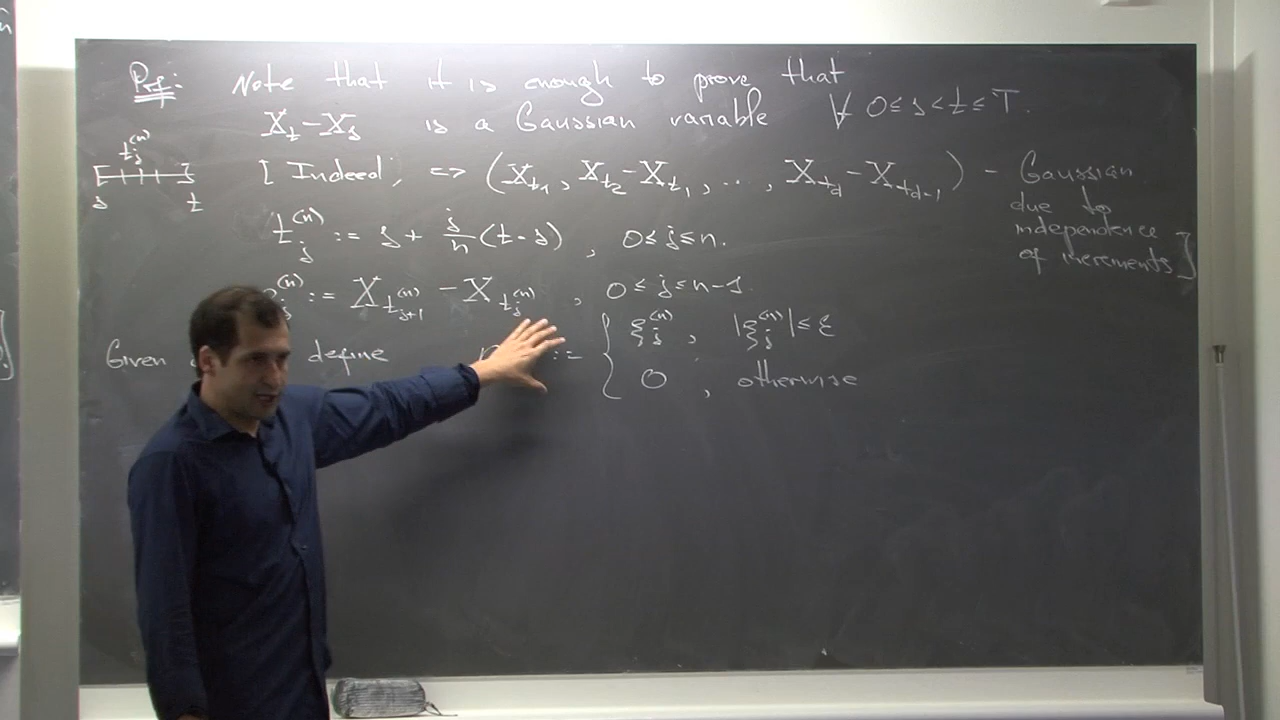 Prf: Note that it is enough to prove that
X_t - X_s is a Gaussian variable ∀ 0 ≤ s < t ≤ T.
t_j^(n)
s t
[Indeed, => (X_{t_1}, X_{t_2} - X_{t_1}, ..., X_{t_d} - X_{t_{d-1}}) - Gaussian
due to
independence
of increments]
t_j^(n) := s + j/n (t - s), 0 ≤ j ≤ n.
:= X_{t_{j+1}^(n)} - X_{t_j^(n)}, 0 ≤ j ≤ n-1
Given define := { ξ_j^(n), |ξ_j^(n)| ≤ ε
0, otherwise